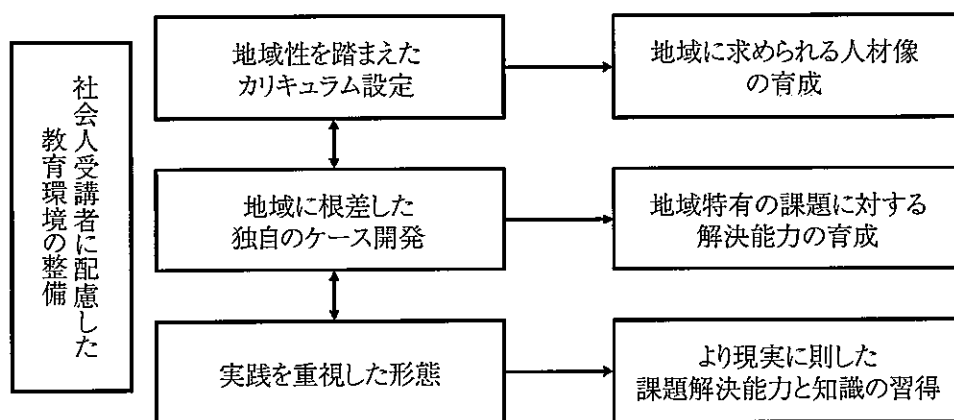 社会人受講者に配慮した
教育環境の整備
地域性を踏まえた
カリキュラム設定
地域に求められる人材像
の育成
地域に根差した
独自のケース開発
地域特有の課題に対する
解決能力の育成
実践を重視した形態
より現実に則した
課題解決能力と知識の習得